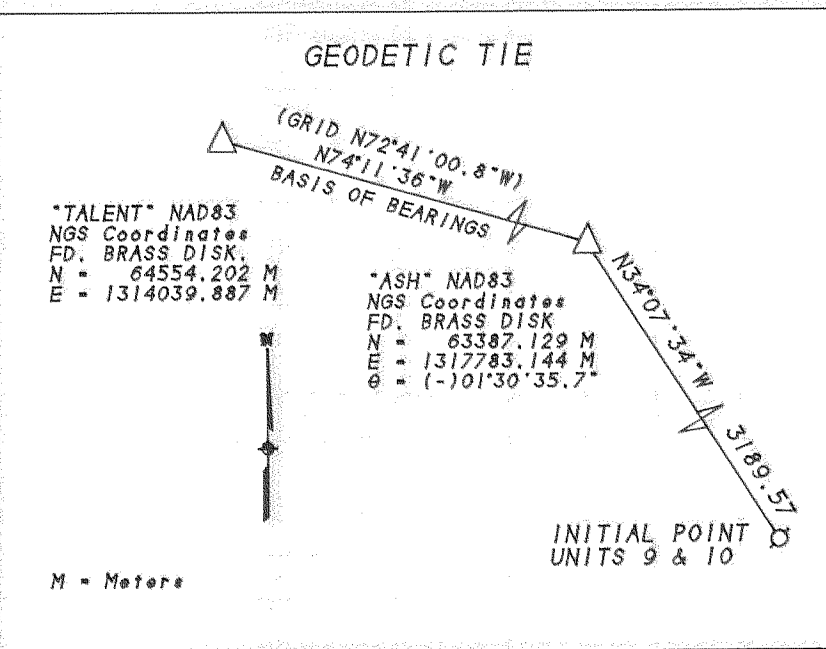 GEODETIC TIE
(GRID N72°41'00.8"W)
N74°11'36"W
BASIS OF BEARINGS
"TALENT" NAD83
NGS Coordinates
FD. BRASS DISK.
N = 64554.202 M
E = 1314039.887 M
"ASH" NAD83
NGS Coordinates
FD. BRASS DISK
N = 63387.129 M
E = 1317783.144 M
θ = (-)01°30'35.7"
N34°07'34"W 3189.57
N
INITIAL POINT
UNITS 9 & 10
M = Meters